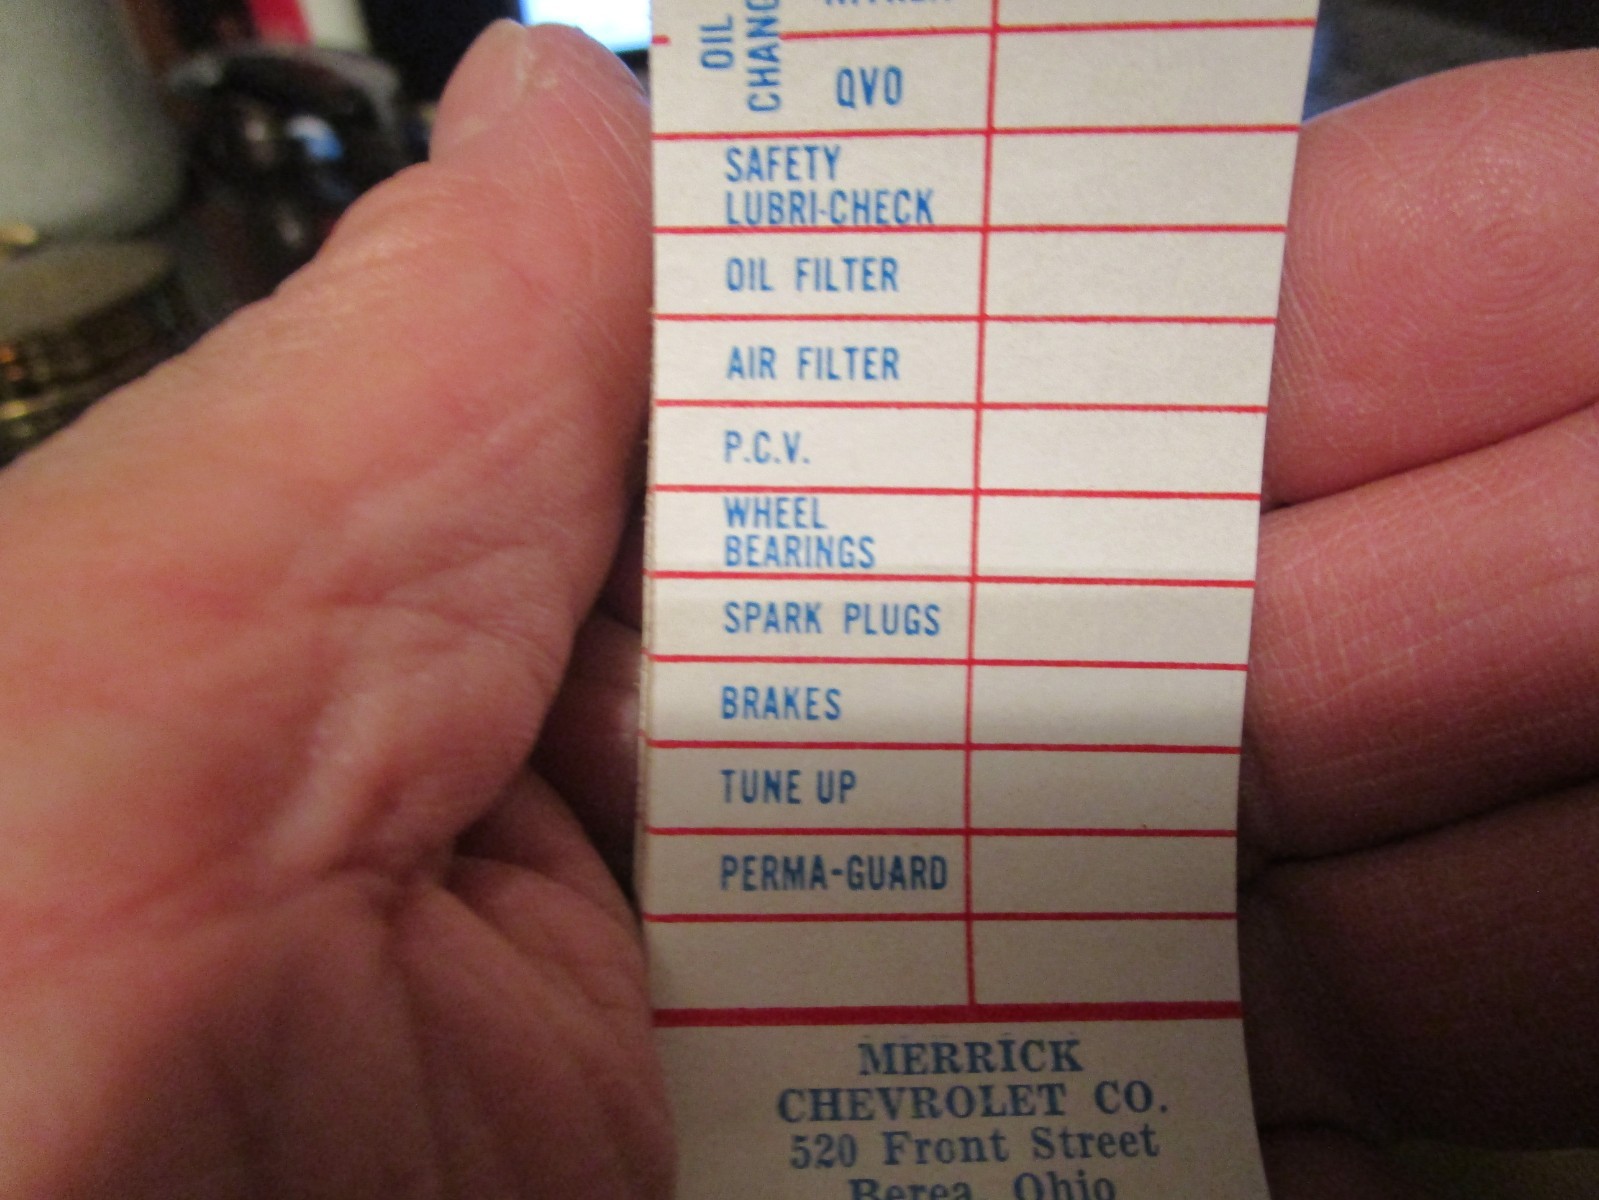 OIL
QVO
SAFETY
LUBRI-CHECK
OIL FILTER
AIR FILTER
P.C.V.
WHEEL
BEARINGS
SPARK PLUGS
BRAKES
TUNE UP
PERMA-GUARD
MERRICK
CHEVROLET CO.
520 Front Street
Berea, Ohio